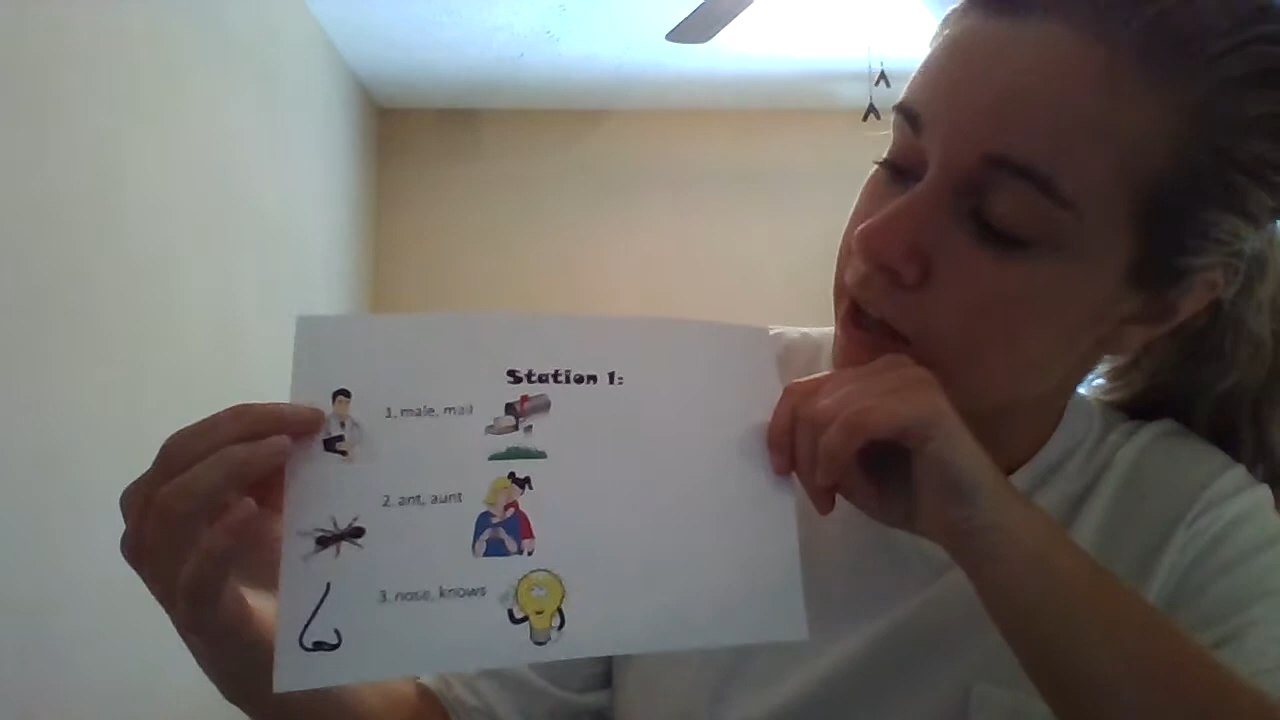 Station 1:
1. male, mail
2. ant, aunt
3. nose, knows